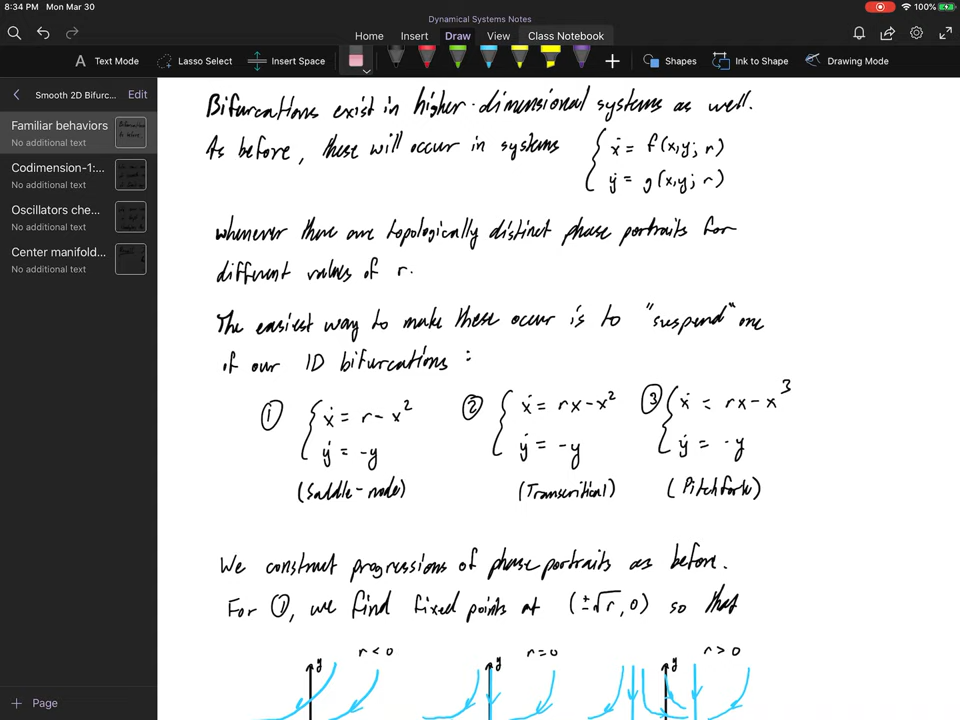 8:34 PM Mon Mar 30
100%
Dynamical Systems Notes
Home Insert Draw View Class Notebook
Text Mode Lasso Select Insert Space Shapes Ink to Shape Drawing Mode
Smooth 2D Bifurc... Edit
Familiar behaviors
No additional text
Codimension-1:...
No additional text
Oscillators che...
No additional text
Center manifold...
No additional text
Page
Bifurcations exist in higher-dimensional systems as well.
As before, these will occur in systems { ẋ = f(x,y; r)
ẏ = g(x,y; r)
whenever there are topologically distinct phase portraits for
different values of r.
The easiest way to make these occur is to "suspend" one
of our 1D bifurcations:
① { ẋ = r - x² ② { ẋ = rx - x² ③ { ẋ = rx - x³
ẏ = -y ẏ = -y ẏ = -y
(Saddle-node) (Transcritical) (Pitchfork)
We construct progressions of phase portraits as before.
For ①, we find fixed points at (±√r, 0) so that
r < 0 r = 0 r > 0
y y y